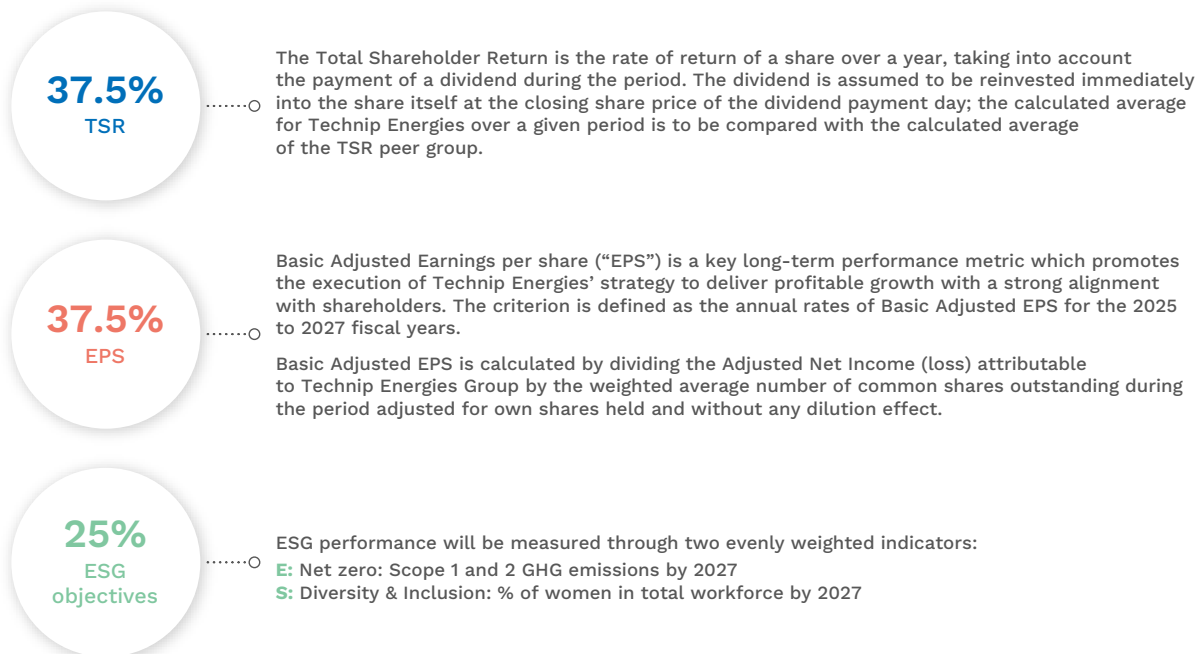 37.5%
TSR
The Total Shareholder Return is the rate of return of a share over a year, taking into account
the payment of a dividend during the period. The dividend is assumed to be reinvested immediately
into the share itself at the closing share price of the dividend payment day; the calculated average
for Technip Energies over a given period is to be compared with the calculated average
of the TSR peer group.
37.5%
EPS
Basic Adjusted Earnings per share (“EPS”) is a key long-term performance metric which promotes
the execution of Technip Energies’ strategy to deliver profitable growth with a strong alignment
with shareholders. The criterion is defined as the annual rates of Basic Adjusted EPS for the 2025
to 2027 fiscal years.
Basic Adjusted EPS is calculated by dividing the Adjusted Net Income (loss) attributable
to Technip Energies Group by the weighted average number of common shares outstanding during
the period adjusted for own shares held and without any dilution effect.
25%
ESG
objectives
ESG performance will be measured through two evenly weighted indicators:
E: Net zero: Scope 1 and 2 GHG emissions by 2027
S: Diversity & Inclusion: % of women in total workforce by 2027